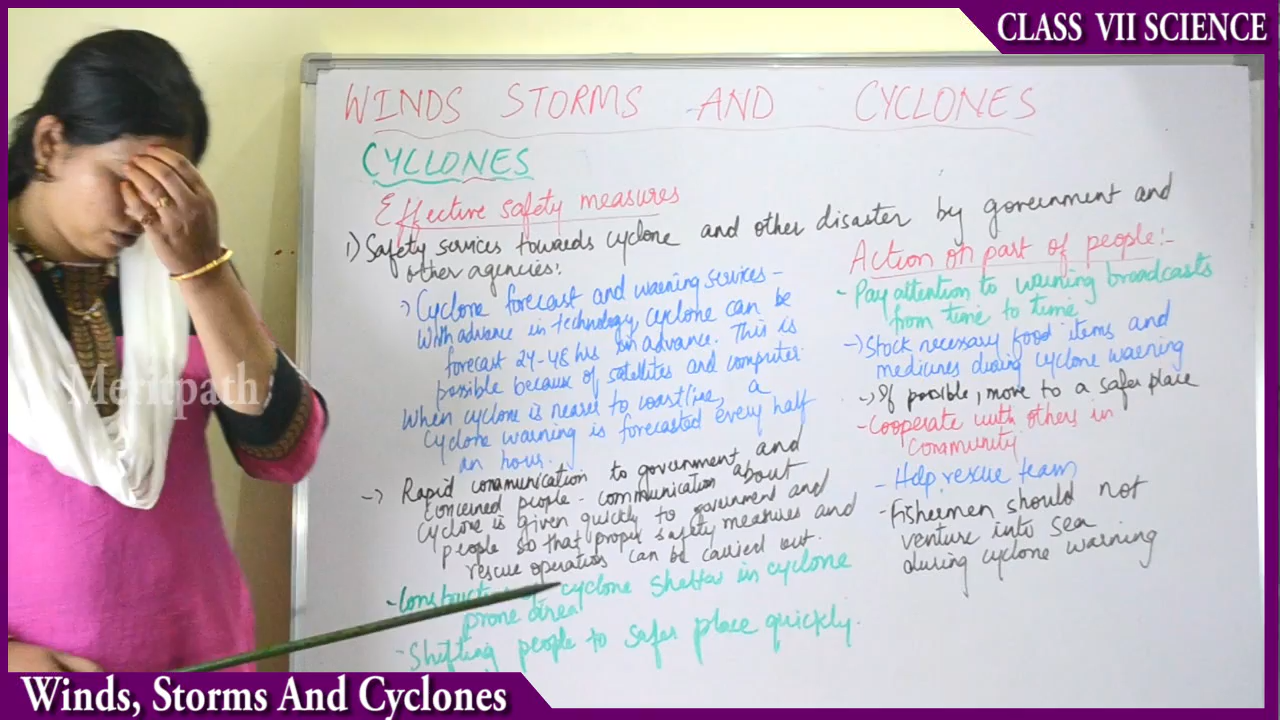 CLASS VII SCIENCE
WINDS STORMS AND CYCLONES
CYCLONES
Effective safety measures
1) Safety services towards cyclone and other disaster by government and
other agencies:
-) Cyclone forecast and warning services -
With advance in technology, cyclone can be
forecast 24-48 hrs in advance. This is
possible because of satellites and computer.
When cyclone is nearer to coastline, a
cyclone warning is forecasted every half
an hour.
-> Rapid communication to government and
concerned people - communication about
cyclone is given quickly to government and
people so that proper safety measures and
rescue operation can be carried out.
- Construction of cyclone shelter in cyclone
prone area
- Shifting people to safer place quickly.
Action on part of people:-
- Pay attention to warning broadcasts
from time to time
-> Stock necessary food items and
medicines during cyclone warning
-> If possible, move to a safer place
- Cooperate with others in
community
- Help rescue team
- Fishermen should not
venture into sea
during cyclone warning
Meritpath
Winds, Storms And Cyclones